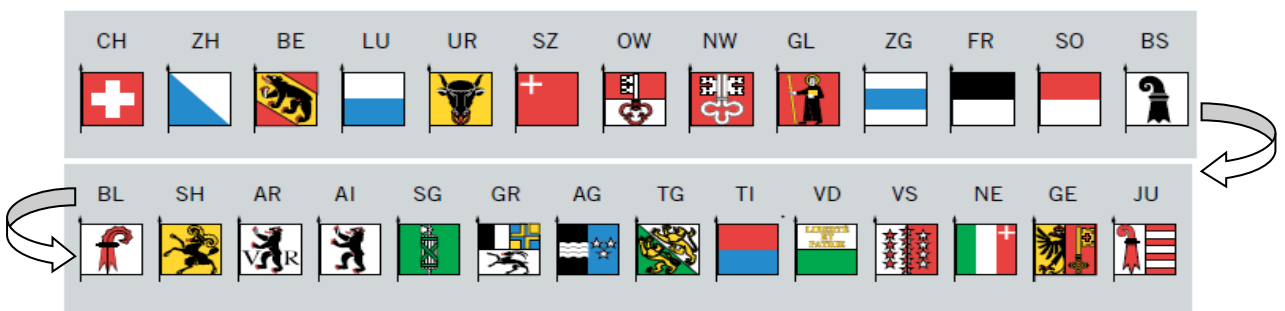 CH ZH BE LU UR SZ OW NW GL ZG FR SO BS
BL SH AR AI SG GR AG TG TI VD VS NE GE JU
V R
LIBERTÉ
ET
PATRIE